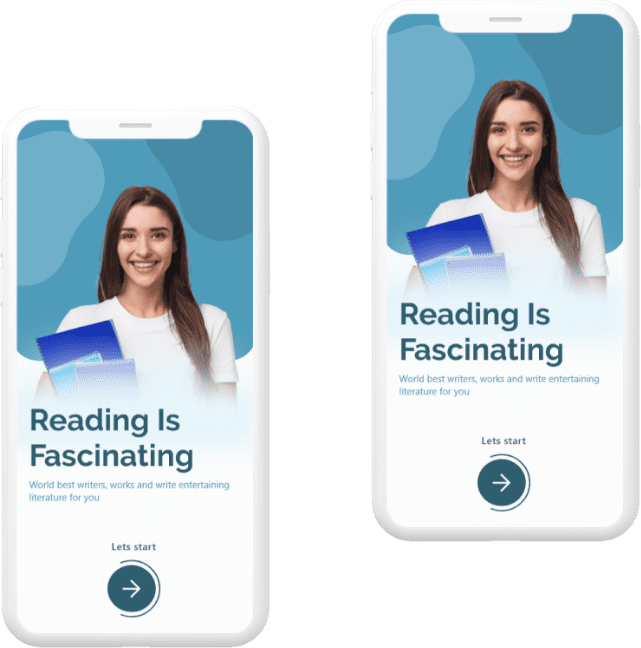 Reading Is
Fascinating
World best writers, works and write entertaining
literature for you
Lets start
Reading Is
Fascinating
World best writers, works and write entertaining
literature for you
Lets start